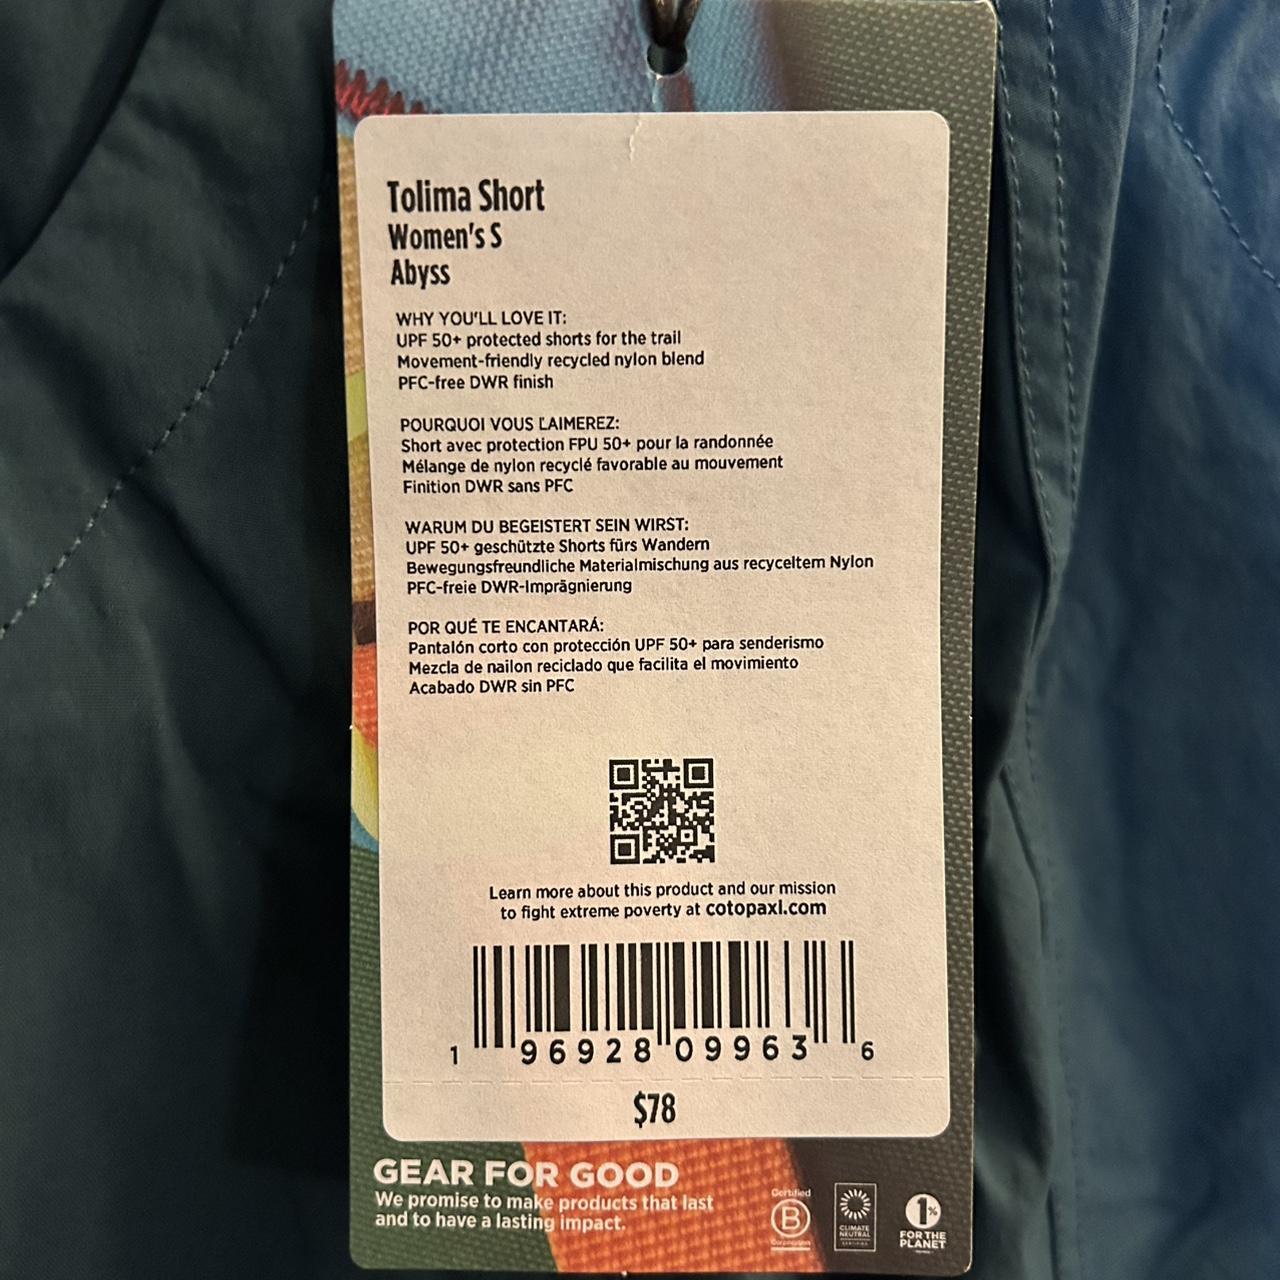 Tolima Short
Women's S
Abyss
WHY YOU'LL LOVE IT:
UPF 50+ protected shorts for the trail
Movement-friendly recycled nylon blend
PFC-free DWR finish
POURQUOI VOUS L'AIMEREZ:
Short avec protection FPU 50+ pour la randonnée
Mélange de nylon recyclé favorable au mouvement
Finition DWR sans PFC
WARUM DU BEGEISTERT SEIN WIRST:
UPF 50+ geschützte Shorts fürs Wandern
Bewegungsfreundliche Materialmischung aus recyceltem Nylon
PFC-freie DWR-Imprägnierung
POR QUÉ TE ENCANTARÁ:
Pantalón corto con protección UPF 50+ para senderismo
Mezcla de nailon reciclado que facilita el movimiento
Acabado DWR sin PFC
Learn more about this product and our mission
to fight extreme poverty at cotopaxi.com
1 96928 09963 6
$78
GEAR FOR GOOD
We promise to make products that last
and to have a lasting impact.
Certified
B
Corporation
CLIMATE
NEUTRAL
CERTIFIED
1%
FOR THE
PLANET